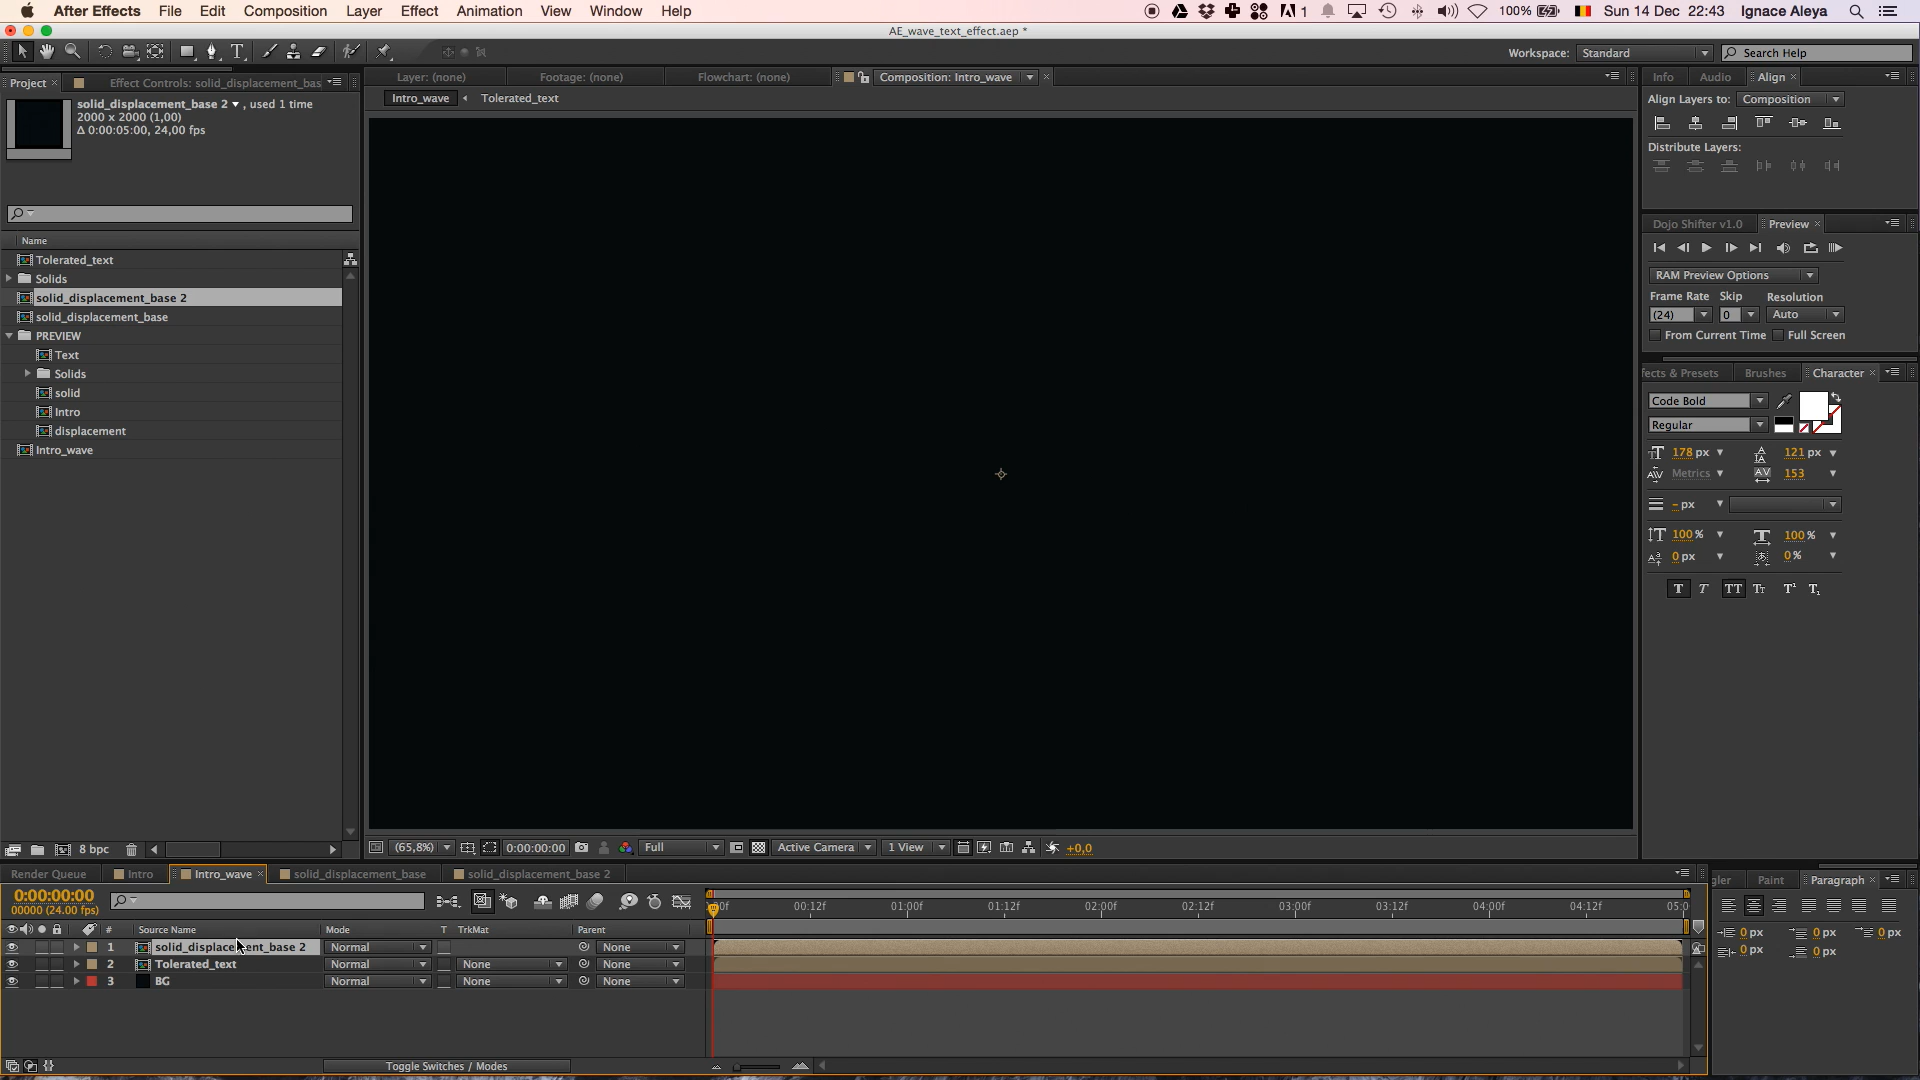 After Effects File Edit Composition Layer Effect Animation View Window Help 1 100% Sun 14 Dec 22:43 Ignace Aleya
AE_wave_text_effect.aep *
Workspace: Standard Search Help
Project × Effect Controls: solid_displacement_bas
Layer: (none) Footage: (none) Flowchart: (none) Composition: Intro_wave ×
Info Audio Align ×
Intro_wave Tolerated_text
solid_displacement_base 2 , used 1 time
2000 x 2000 (1,00)
Δ 0:00:05:00, 24,00 fps
Align Layers to: Composition
Distribute Layers:
Dojo Shifter v1.0 Preview ×
Name
Tolerated_text
Solids
solid_displacement_base 2
solid_displacement_base
PREVIEW
Text
Solids
solid
Intro
displacement
Intro_wave
RAM Preview Options
Frame Rate Skip Resolution
(24) 0 Auto
From Current Time Full Screen
fects & Presets Brushes Character ×
Code Bold
Regular
178 px 121 px
Metrics 153
- px
100 % 100 %
0 px 0 %
T T TT Tт T¹ T₁
8 bpc
(65,8%) 0:00:00:00 Full Active Camera 1 View +0,0
Render Queue Intro Intro_wave × solid_displacement_base solid_displacement_base 2
gler Paint Paragraph ×
0:00:00:00
00000 (24.00 fps)
00f 00:12f 01:00f 01:12f 02:00f 02:12f 03:00f 03:12f 04:00f 04:12f 05:0
# Source Name Mode T TrkMat Parent
1 solid_displacement_base 2 Normal None
2 Tolerated_text Normal None None
3 BG Normal None None
0 px 0 px 0 px
0 px 0 px
Toggle Switches / Modes